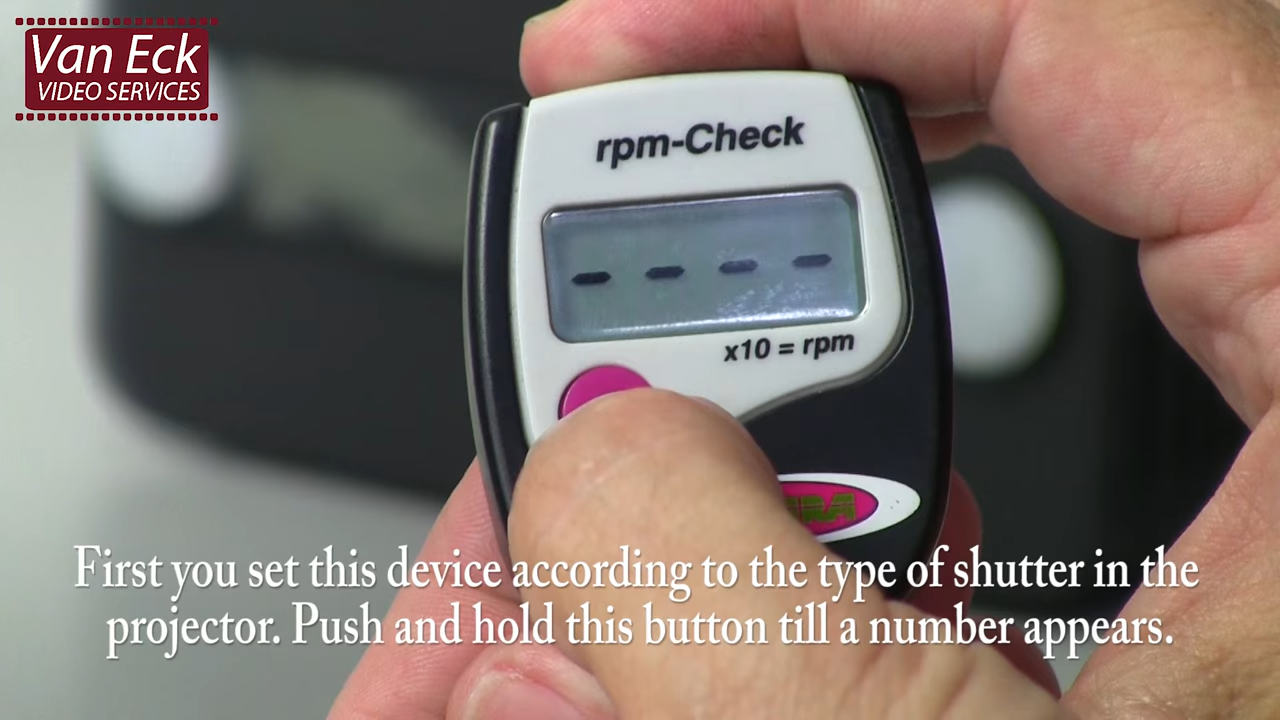 Van Eck
VIDEO SERVICES
rpm-Check
- - - -
x10 = rpm
First you set this device according to the type of shutter in the
projector. Push and hold this button till a number appears.